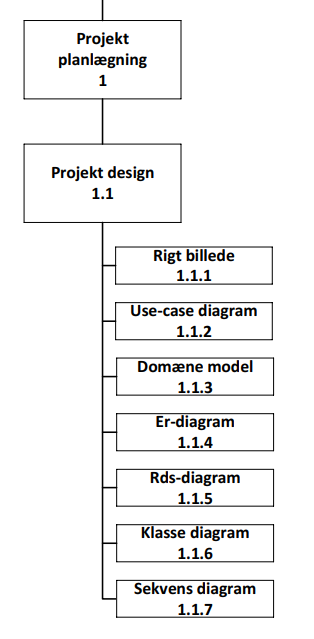 Projekt
planlægning
1
Projekt design
1.1
Rigt billede
1.1.1
Use-case diagram
1.1.2
Domæne model
1.1.3
Er-diagram
1.1.4
Rds-diagram
1.1.5
Klasse diagram
1.1.6
Sekvens diagram
1.1.7